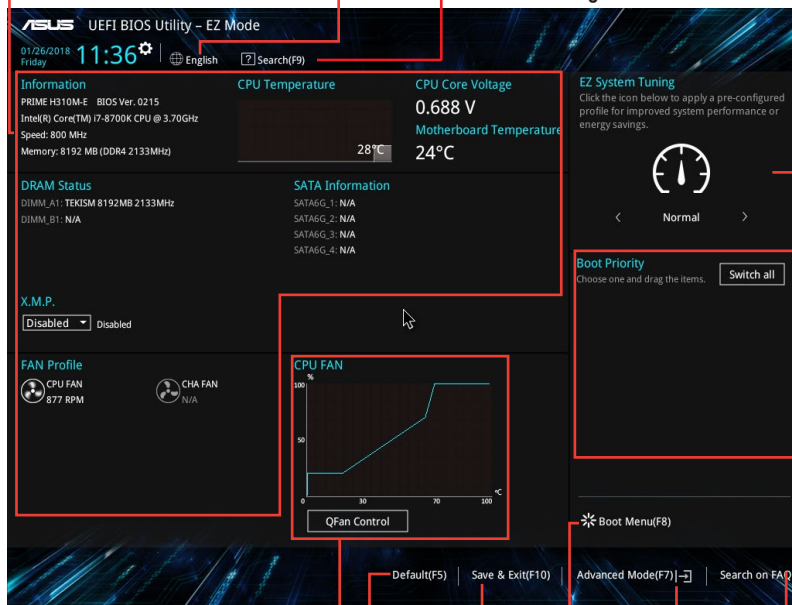 ASUS UEFI BIOS Utility – EZ Mode
01/26/2018
Friday
11:36
English
? Search(F9)
Information
PRIME H310M-E BIOS Ver. 0215
Intel(R) Core(TM) i7-8700K CPU @ 3.70GHz
Speed: 800 MHz
Memory: 8192 MB (DDR4 2133MHz)
CPU Temperature
28°C
CPU Core Voltage
0.688 V
Motherboard Temperature
24°C
EZ System Tuning
Click the icon below to apply a pre-configured
profile for improved system performance or
energy savings.
< Normal >
DRAM Status
DIMM_A1: TEKISM 8192MB 2133MHz
DIMM_B1: N/A
SATA Information
SATA6G_1: N/A
SATA6G_2: N/A
SATA6G_3: N/A
SATA6G_4: N/A
Boot Priority
Choose one and drag the items.
Switch all
X.M.P.
Disabled Disabled
FAN Profile
CPU FAN
877 RPM
CHA FAN
N/A
CPU FAN
%
100
50
0 30 70 100
°C
QFan Control
Boot Menu(F8)
Default(F5) | Save & Exit(F10) | Advanced Mode(F7) | Search on FAQ